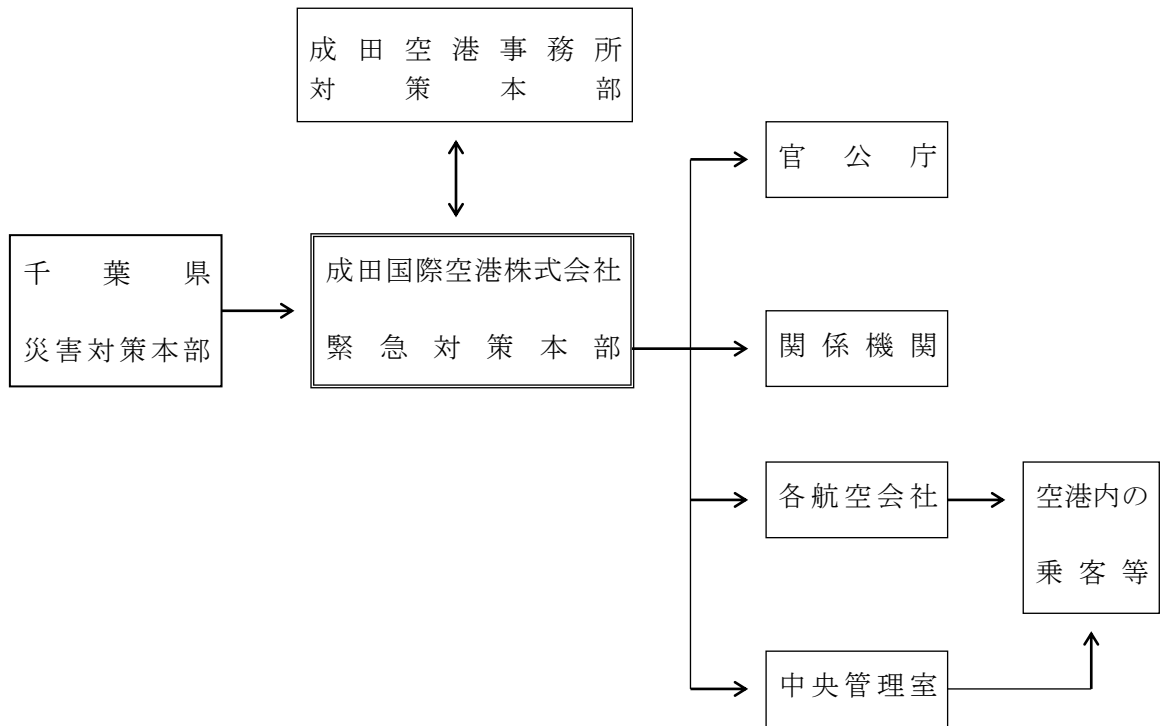 成田空港事務所
対策本部
官公庁
千葉県
災害対策本部
成田国際空港株式会社
緊急対策本部
関係機関
各航空会社
空港内の
乗客等
中央管理室